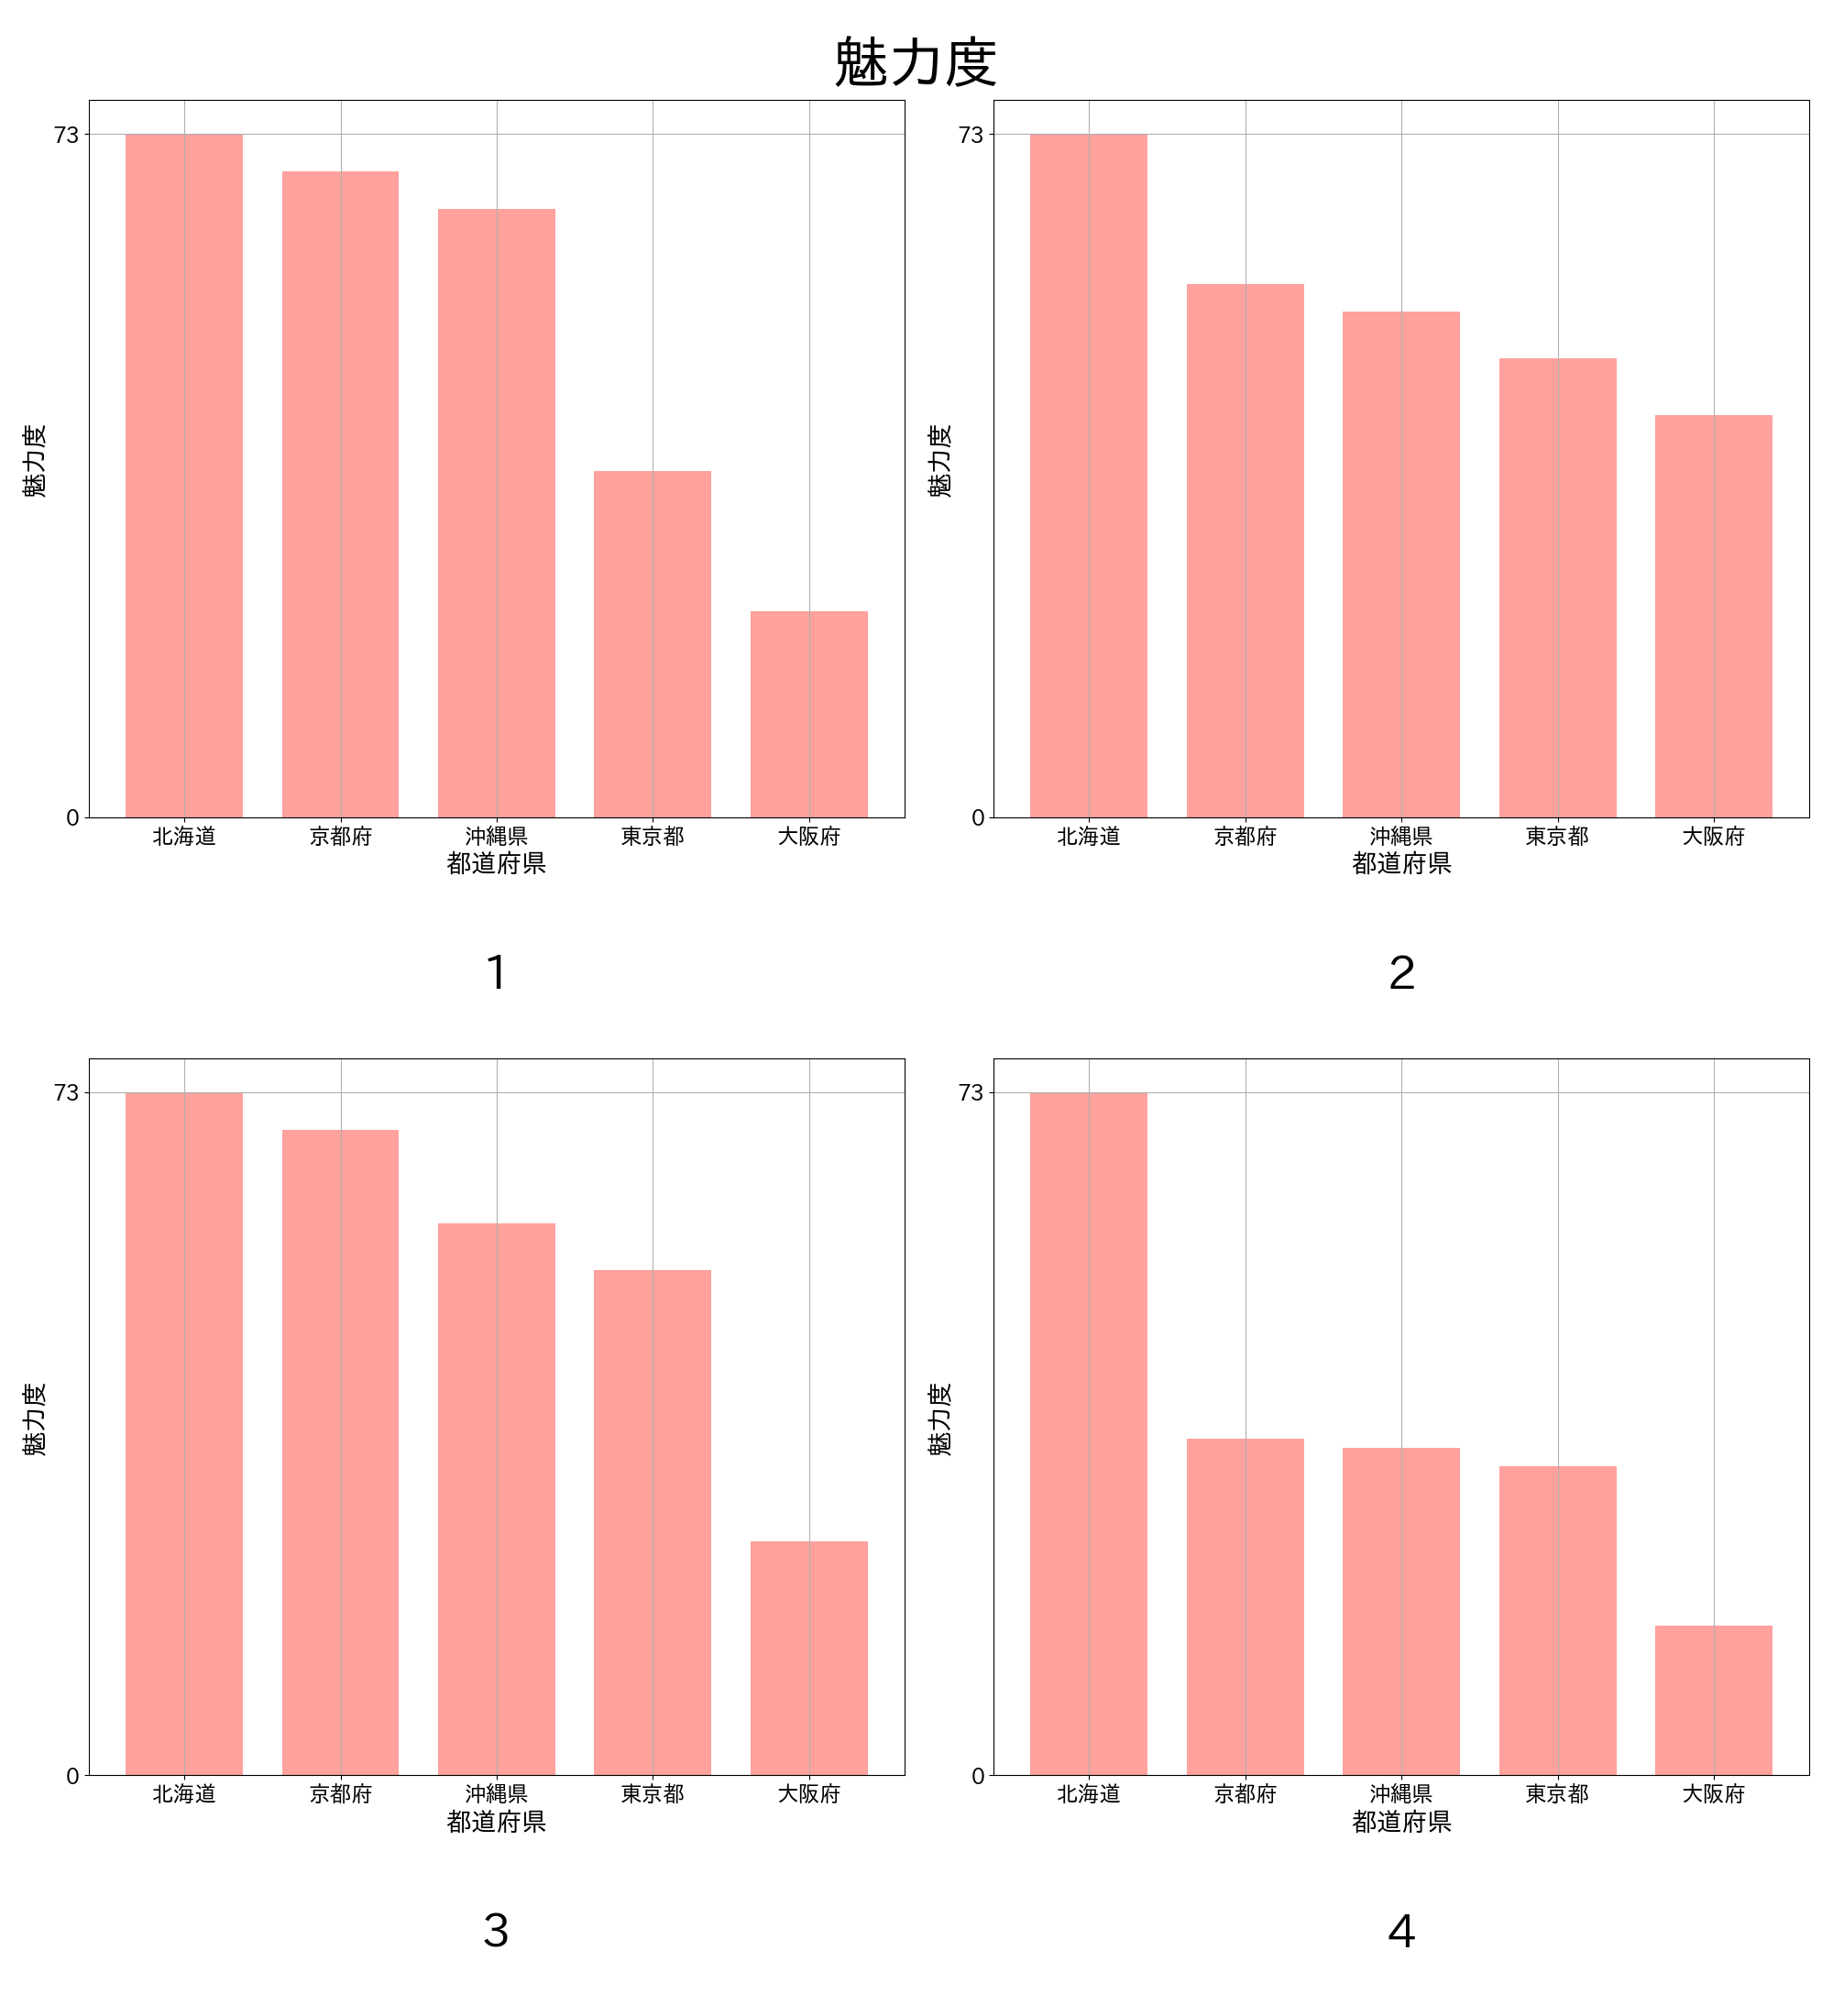 魅力度
73
0
魅力度
北海道 京都府 沖縄県 東京都 大阪府
都道府県
1
73
0
魅力度
北海道 京都府 沖縄県 東京都 大阪府
都道府県
2
73
0
魅力度
北海道 京都府 沖縄県 東京都 大阪府
都道府県
3
73
0
魅力度
北海道 京都府 沖縄県 東京都 大阪府
都道府県
4